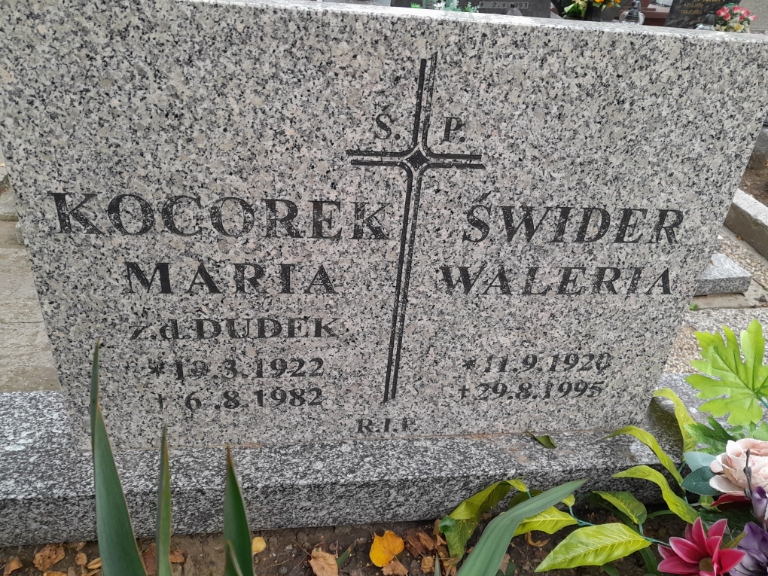 Ś. P.
KOCOREK
MARIA
z.d. DUDEK
*19.3.1922
+ 6.8.1982
ŚWIDER
WALERIA
*11.9.1920
+29.8.1995
R.I.P.